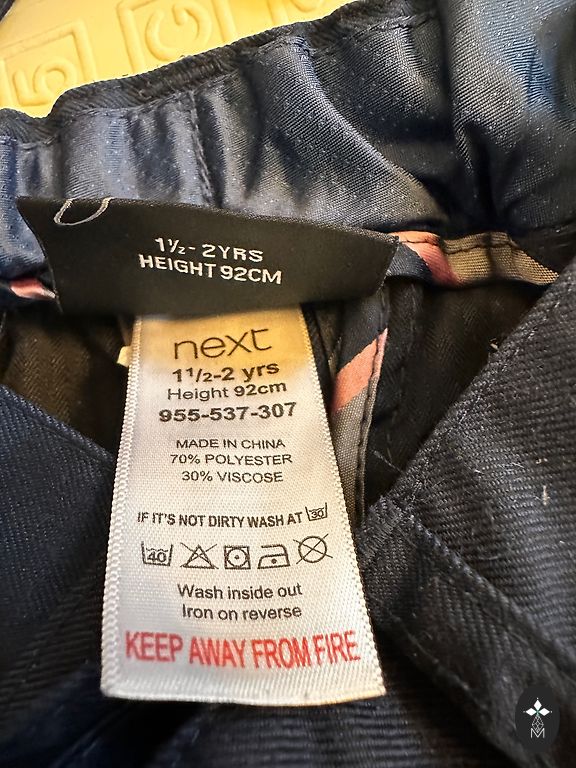 1½ - 2YRS
HEIGHT 92CM
next
1½-2 yrs
Height 92cm
955-537-307
MADE IN CHINA
70% POLYESTER
30% VISCOSE
IF IT'S NOT DIRTY WASH AT 30
40
Wash inside out
Iron on reverse
KEEP AWAY FROM FIRE